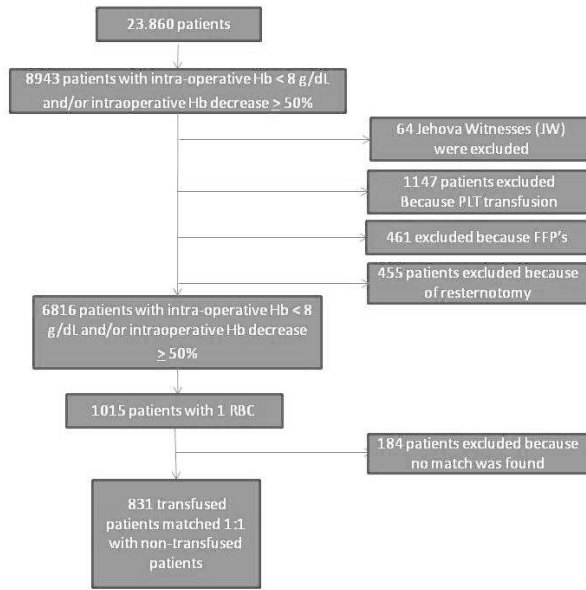 23.860 patients
8943 patients with intra-operative Hb < 8 g/dL
and/or intraoperative Hb decrease > 50%
64 Jehova Witnesses (JW)
were excluded
1147 patients excluded
Because PLT transfusion
461 excluded because FFP's
455 patients excluded because
of resternotomy
6816 patients with intra-operative Hb < 8
g/dL and/or intraoperative Hb decrease
> 50%
1015 patients with 1 RBC
184 patients excluded because
no match was found
831 transfused
patients matched 1:1
with non-transfused
patients